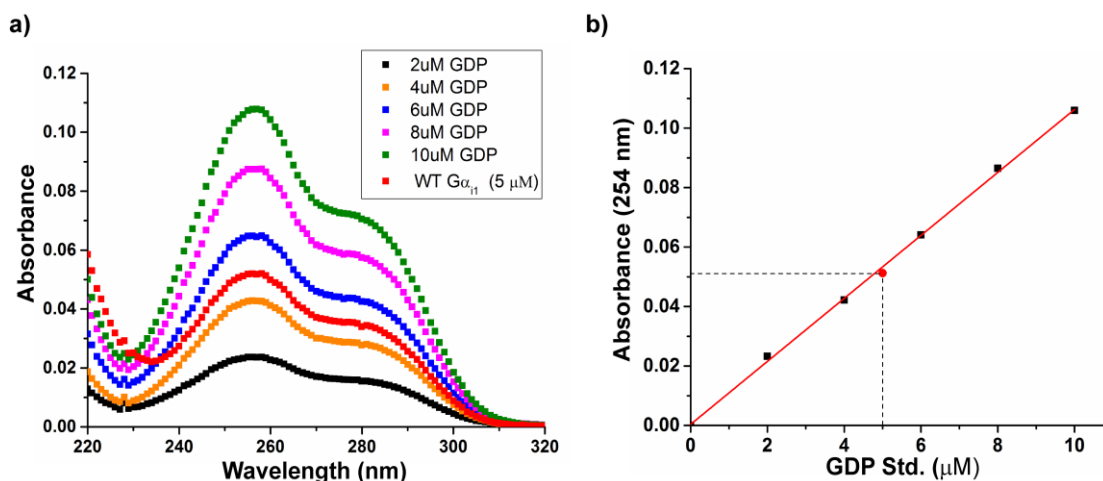 a)
0.12
0.10
0.08
0.06
0.04
0.02
0.00
Absorbance
220 240 260 280 300 320
Wavelength (nm)
2uM GDP
4uM GDP
6uM GDP
8uM GDP
10uM GDP
WT Gαi1 (5 μM)
b)
0.12
0.10
0.08
0.06
0.04
0.02
0.00
Absorbance (254 nm)
0 2 4 6 8 10
GDP Std. (μM)